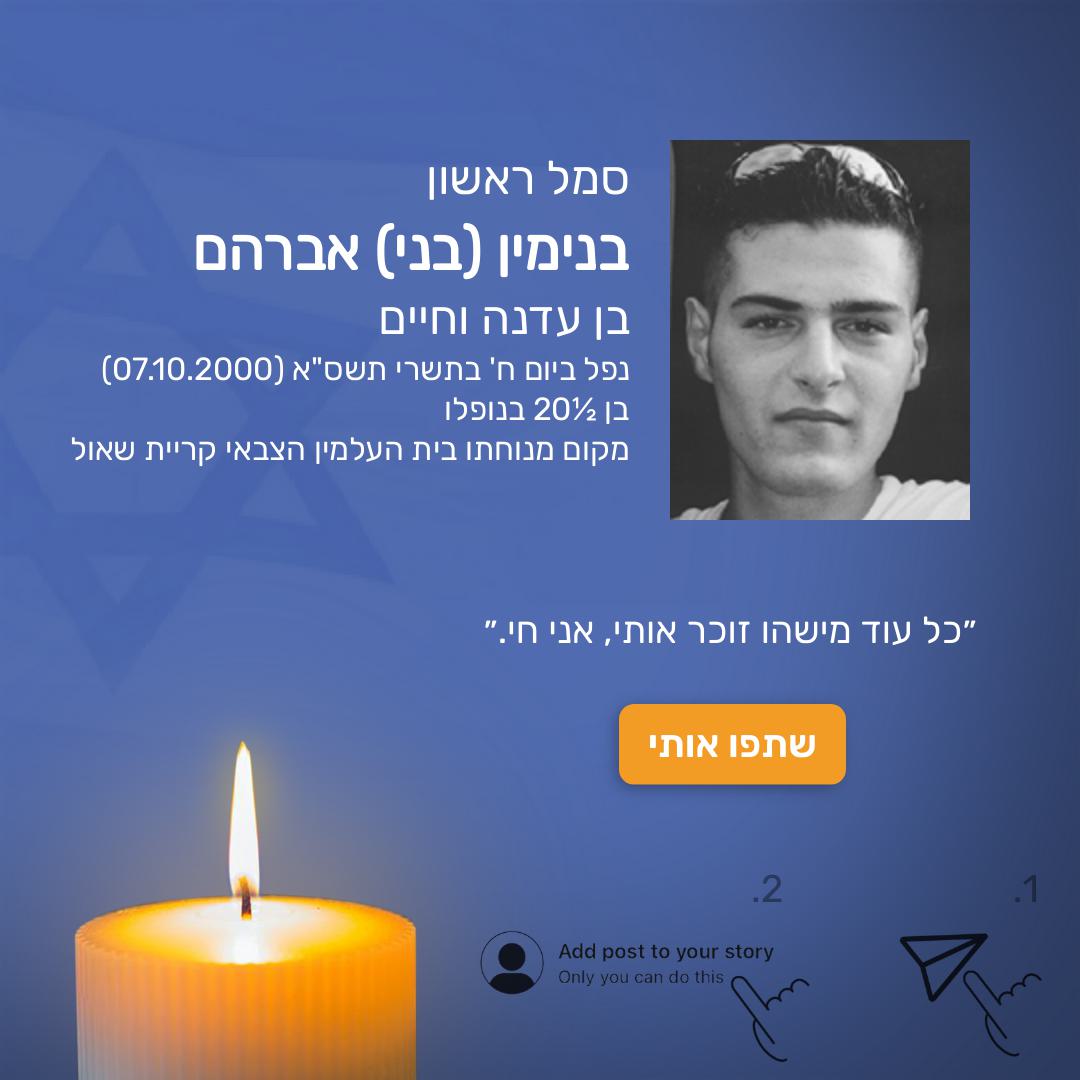 סמל ראשון
בנימין (בני) אברהם
בן עדנה וחיים
נפל ביום ח' בתשרי תשס"א (07.10.2000)
בן 20½ בנופלו
מקום מנוחתו בית העלמין הצבאי קריית שאול
״כל עוד מישהו זוכר אותי, אני חי.״
שתפו אותי
1.
2.
Add post to your story
Only you can do this